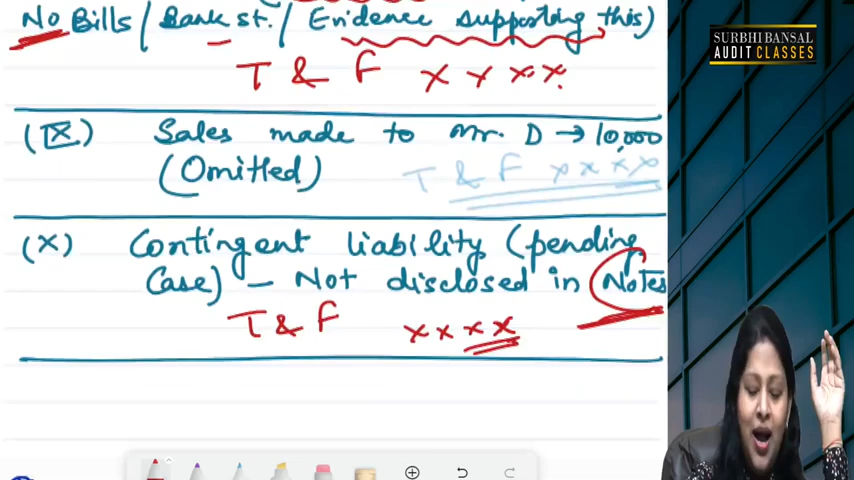 No Bills / Bank st. / Evidence supporting this)
T & F x x x x.
SURBHI BANSAL
AUDIT CLASSES
(IX) Sales made to Mr. D → 10,000
(Omitted) T & F x x x x
(X) Contingent liability (pending
Case) - Not disclosed in Notes
T & F x x x x